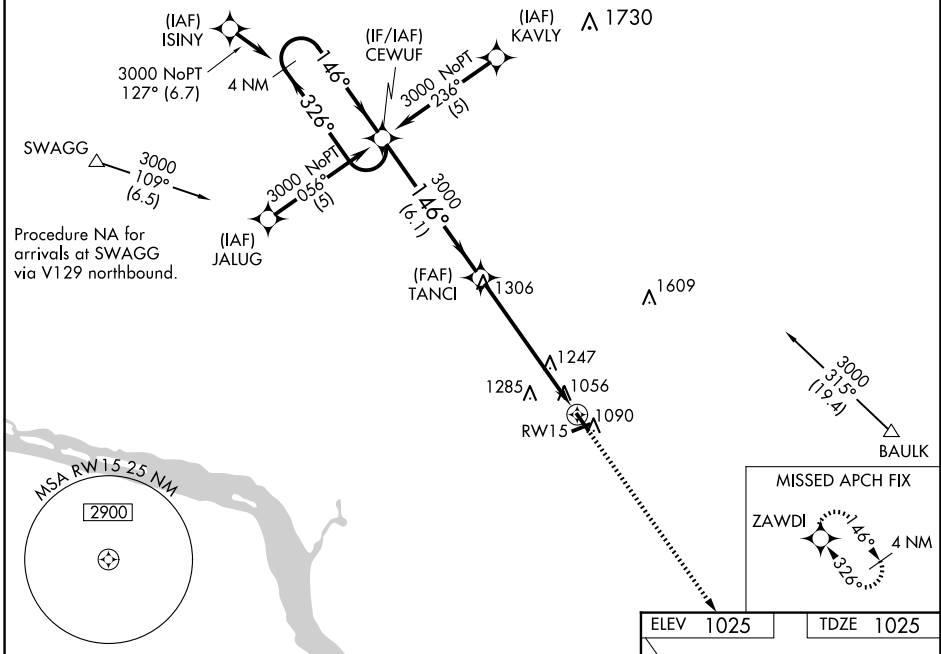 (IAF)
ISINY
3000 NoPT
127° (6.7)
4 NM
146°
326°
(IF/IAF)
CEWUF
(IAF)
KAVLY
1730
3000 NoPT
236°
(5)
SWAGG
3000
109°
(6.5)
3000 NoPT
056°
(5)
(IAF)
JALUG
Procedure NA for
arrivals at SWAGG
via V129 northbound.
3000
146°
(6.1)
(FAF)
TANCI
1306
1609
1247
1285
1056
1090
RW15
3000
315°
(19.4)
BAULK
MSA RW15 25 NM
2900
MISSED APCH FIX
ZAWDI
146°
4 NM
326°
ELEV 1025
TDZE 1025